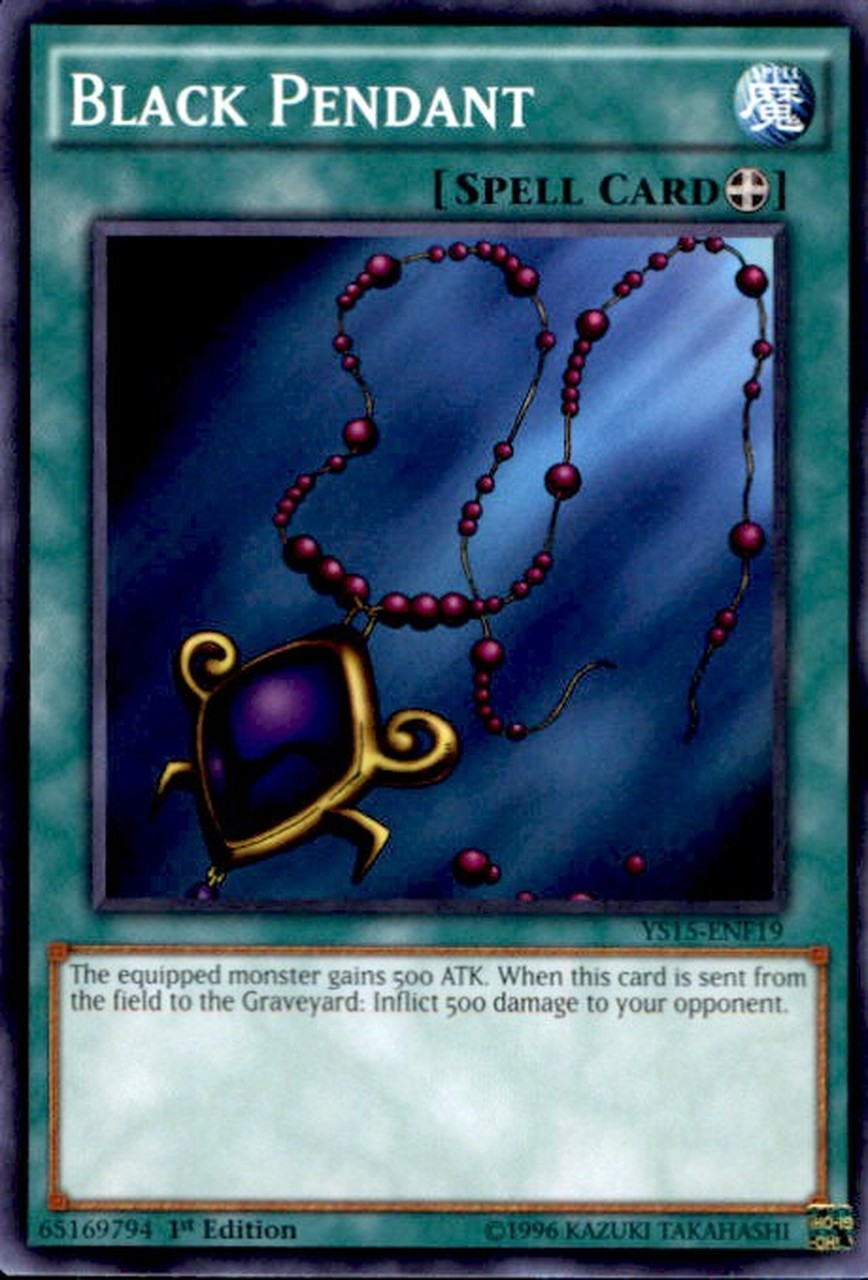 BLACK PENDANT
SPELL
魔
[SPELL CARD]
YS15-ENF19
The equipped monster gains 500 ATK. When this card is sent from
the field to the Graveyard: Inflict 500 damage to your opponent.
65169794 1st Edition
©1996 KAZUKI TAKAHASHI